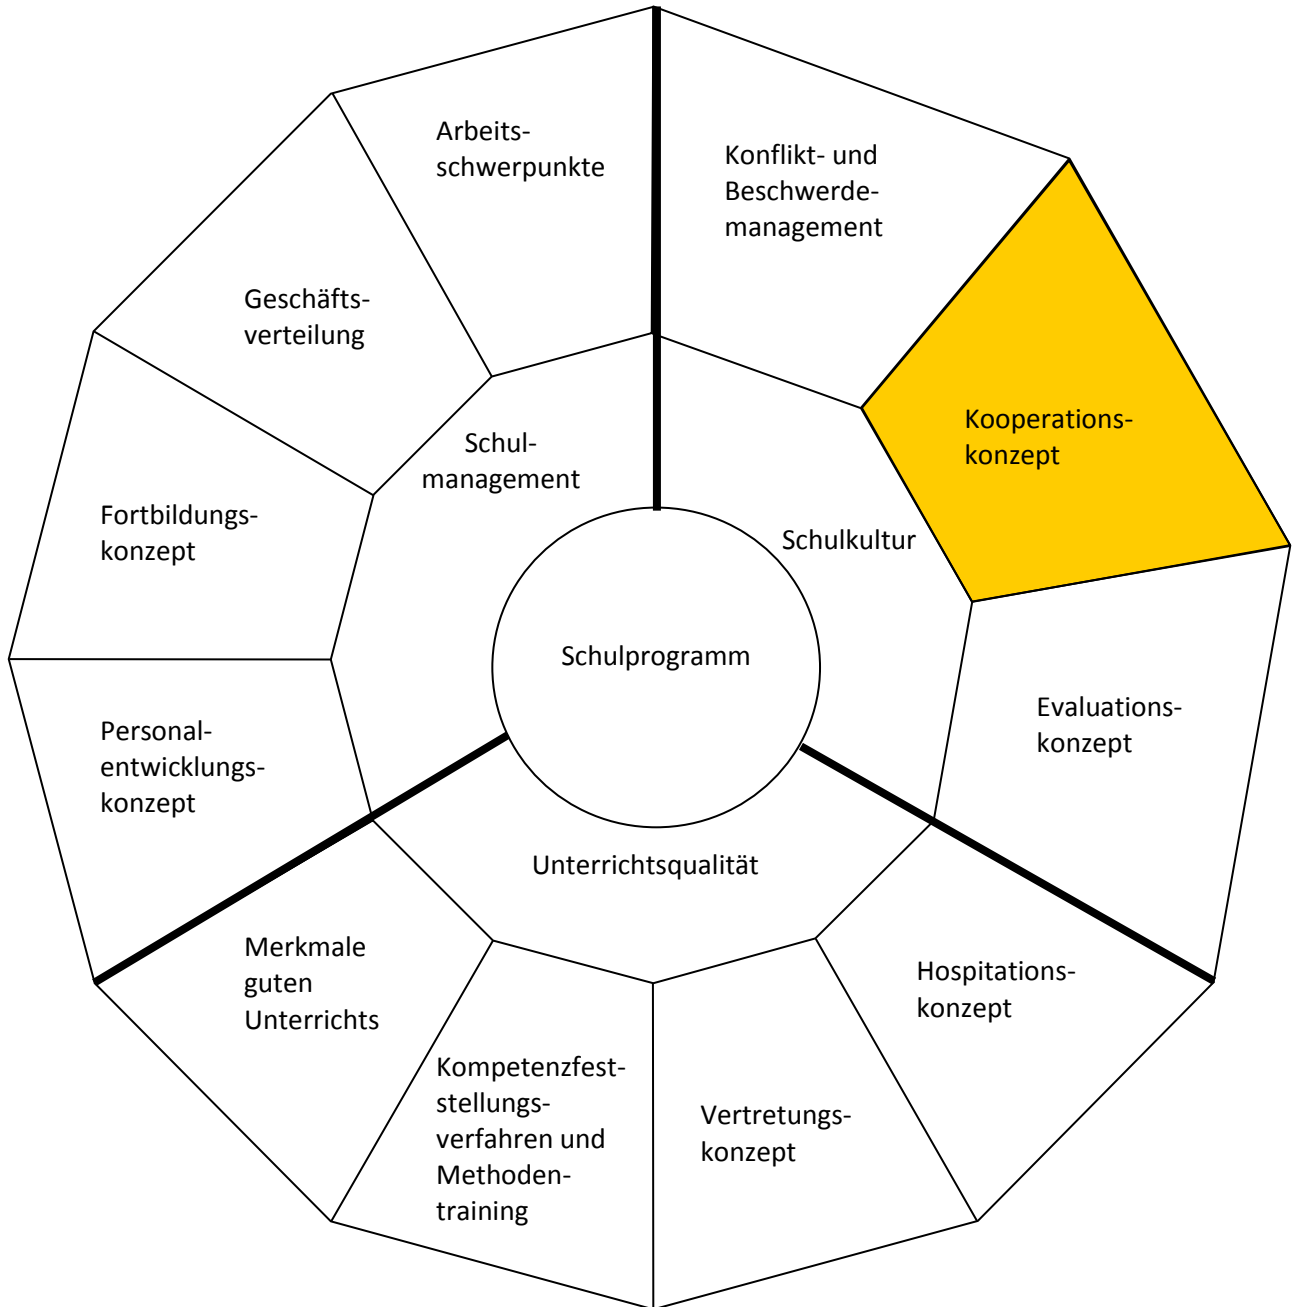 Arbeits-
schwerpunkte
Konflikt- und
Beschwerde-
management
Geschäfts-
verteilung
Kooperations-
konzept
Schul-
management
Fortbildungs-
konzept
Schulkultur
Schulprogramm
Evaluations-
konzept
Personal-
entwicklungs-
konzept
Unterrichtsqualität
Merkmale
guten
Unterrichts
Hospitations-
konzept
Kompetenzfest-
stellungs-
verfahren und
Methoden-
training
Vertretungs-
konzept